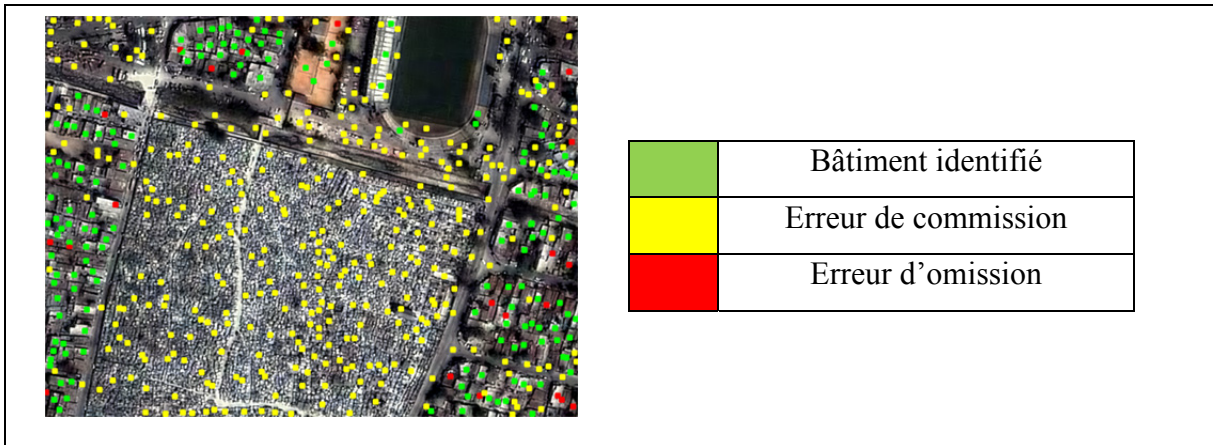 Bâtiment identifié
Erreur de commission
Erreur d’omission